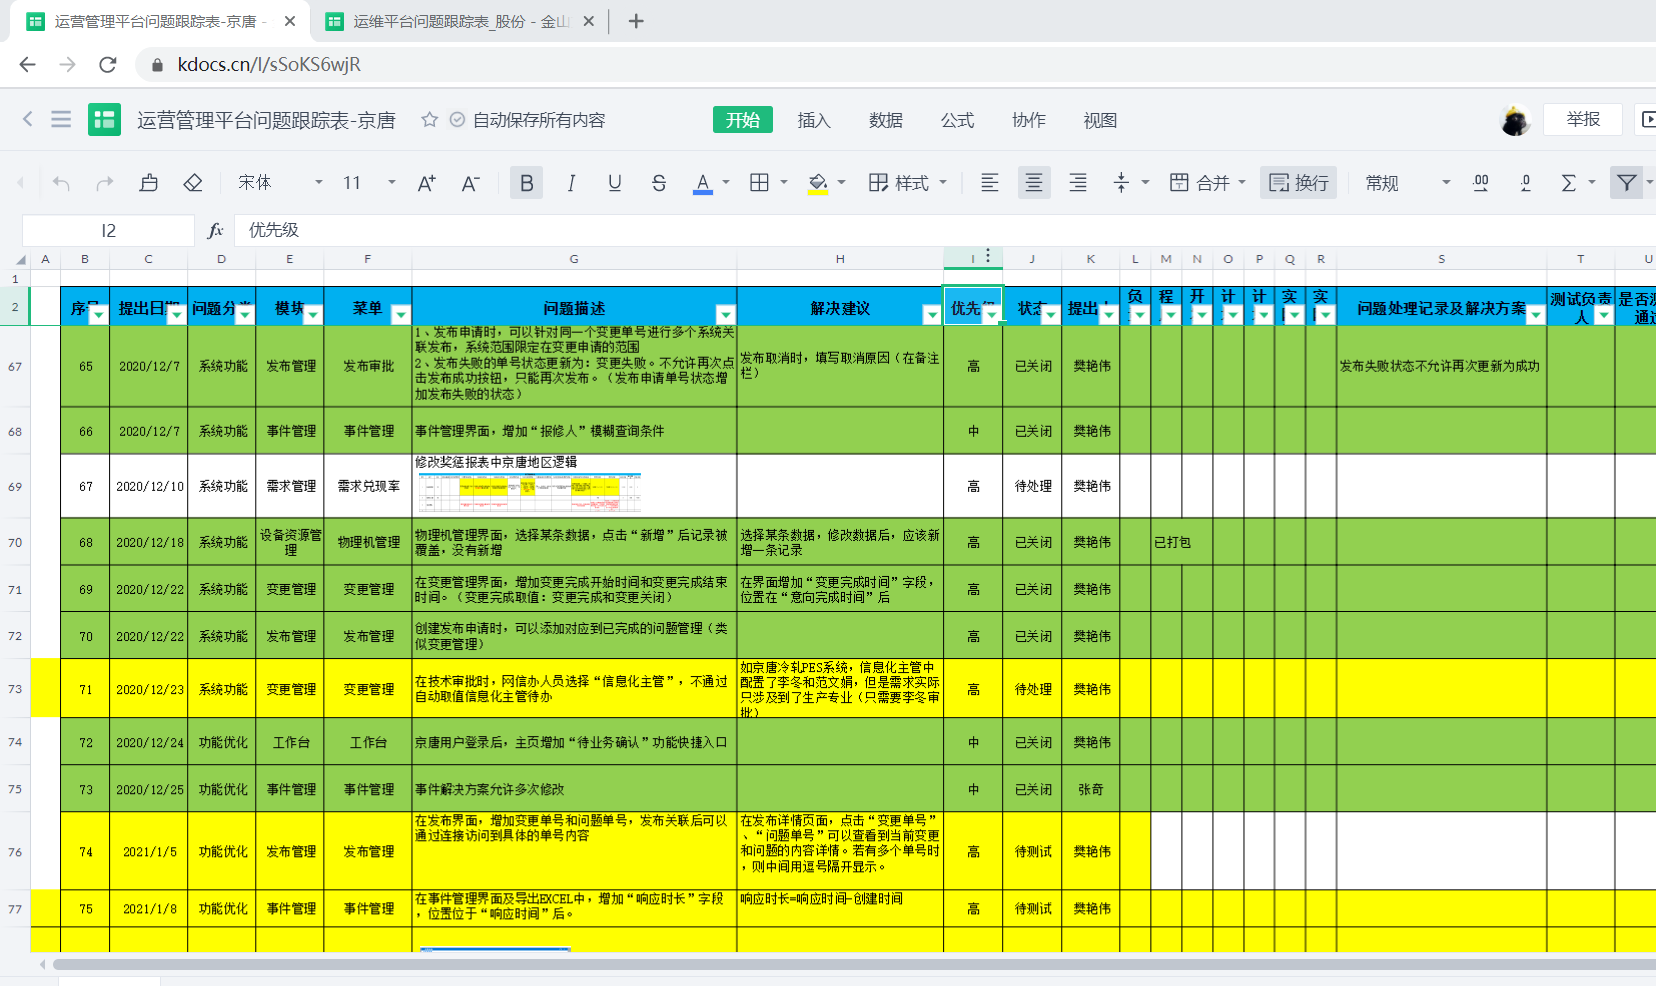 运营管理平台问题跟踪表-京唐 -
运维平台问题跟踪表_股份 - 金山
kdocs.cn/l/sSoKS6wjR
运营管理平台问题跟踪表-京唐
自动保存所有内容
开始 插入 数据 公式 协作 视图
举报
宋体 11 A+ A- B I U S A 样式 合并 换行 常规 .00 .0 Σ
I2 fx 优先级
A B C D E F G H I J K L M N O P Q R S T U
1
2 序号 提出日期 问题分类 模块 菜单 问题描述 解决建议 优先级 状态 提出人 负 程 开 计 计 实 实 问题处理记录及解决方案 测试负责人 是否测 通过
67 65 2020/12/7 系统功能 发布管理 发布审批
1、发布申请时，可以针对同一个变更单号进行多个系统关
联发布，系统范围限定在变更申请的范围
2、发布失败的单号状态更新为：变更失败。不允许再次点
击发布成功按钮，只能再次发布。（发布申请单号状态增
加发布失败的状态）
发布取消时，填写取消原因（在备注
栏）
高 已关闭 樊艳伟 发布失败状态不允许再次更新为成功
68 66 2020/12/7 系统功能 事件管理 事件管理 事件管理界面，增加“报修人”模糊查询条件 中 已关闭 樊艳伟
69 67 2020/12/10 系统功能 需求管理 需求兑现率 修改奖惩报表中京唐地区逻辑 高 待处理 樊艳伟
70 68 2020/12/18 系统功能 设备资源管
理
物理机管理
物理机管理界面，选择某条数据，点击“新增”后记录被
覆盖，没有新增
选择某条数据，修改数据后，应该新
增一条记录
高 已关闭 樊艳伟 已打包
71 69 2020/12/22 系统功能 变更管理 变更管理
在变更管理界面，增加变更完成开始时间和变更完成结束
时间。（变更完成取值：变更完成和变更关闭）
在界面增加“变更完成时间”字段，
位置在“意向完成时间”后
高 已关闭 樊艳伟
72 70 2020/12/22 系统功能 发布管理 发布管理
创建发布申请时，可以添加对应到已完成的问题管理（类
似变更管理）
高 已关闭 樊艳伟
73 71 2020/12/23 系统功能 变更管理 变更管理
在技术审批时，网信办人员选择“信息化主管”，不通过
自动取值信息化主管待办
如京唐冷轧PES系统，信息化主管中
配置了李冬和范文娟，但是需求实际
只涉及到了生产专业（只需要李冬审
批）
高 待处理 樊艳伟
74 72 2020/12/24 功能优化 工作台 工作台 京唐用户登录后，主页增加“待业务确认”功能快捷入口 中 已关闭 樊艳伟
75 73 2020/12/25 功能优化 事件管理 事件管理 事件解决方案允许多次修改 中 已关闭 张奇
76 74 2021/1/5 功能优化 发布管理 发布管理
在发布界面，增加变更单号和问题单号，发布关联后可以
通过连接访问到具体的单号内容
在发布详情页面，点击“变更单号”
、“问题单号”可以查看到当前变更
和问题的内容详情。若有多个单号时
，则中间用逗号隔开显示。
高 待测试 樊艳伟
77 75 2021/1/8 功能优化 事件管理 事件管理
在事件管理界面及导出EXCEL中，增加“响应时长”字段
，位置位于“响应时间”后。
响应时长=响应时间-创建时间
高 待测试 樊艳伟